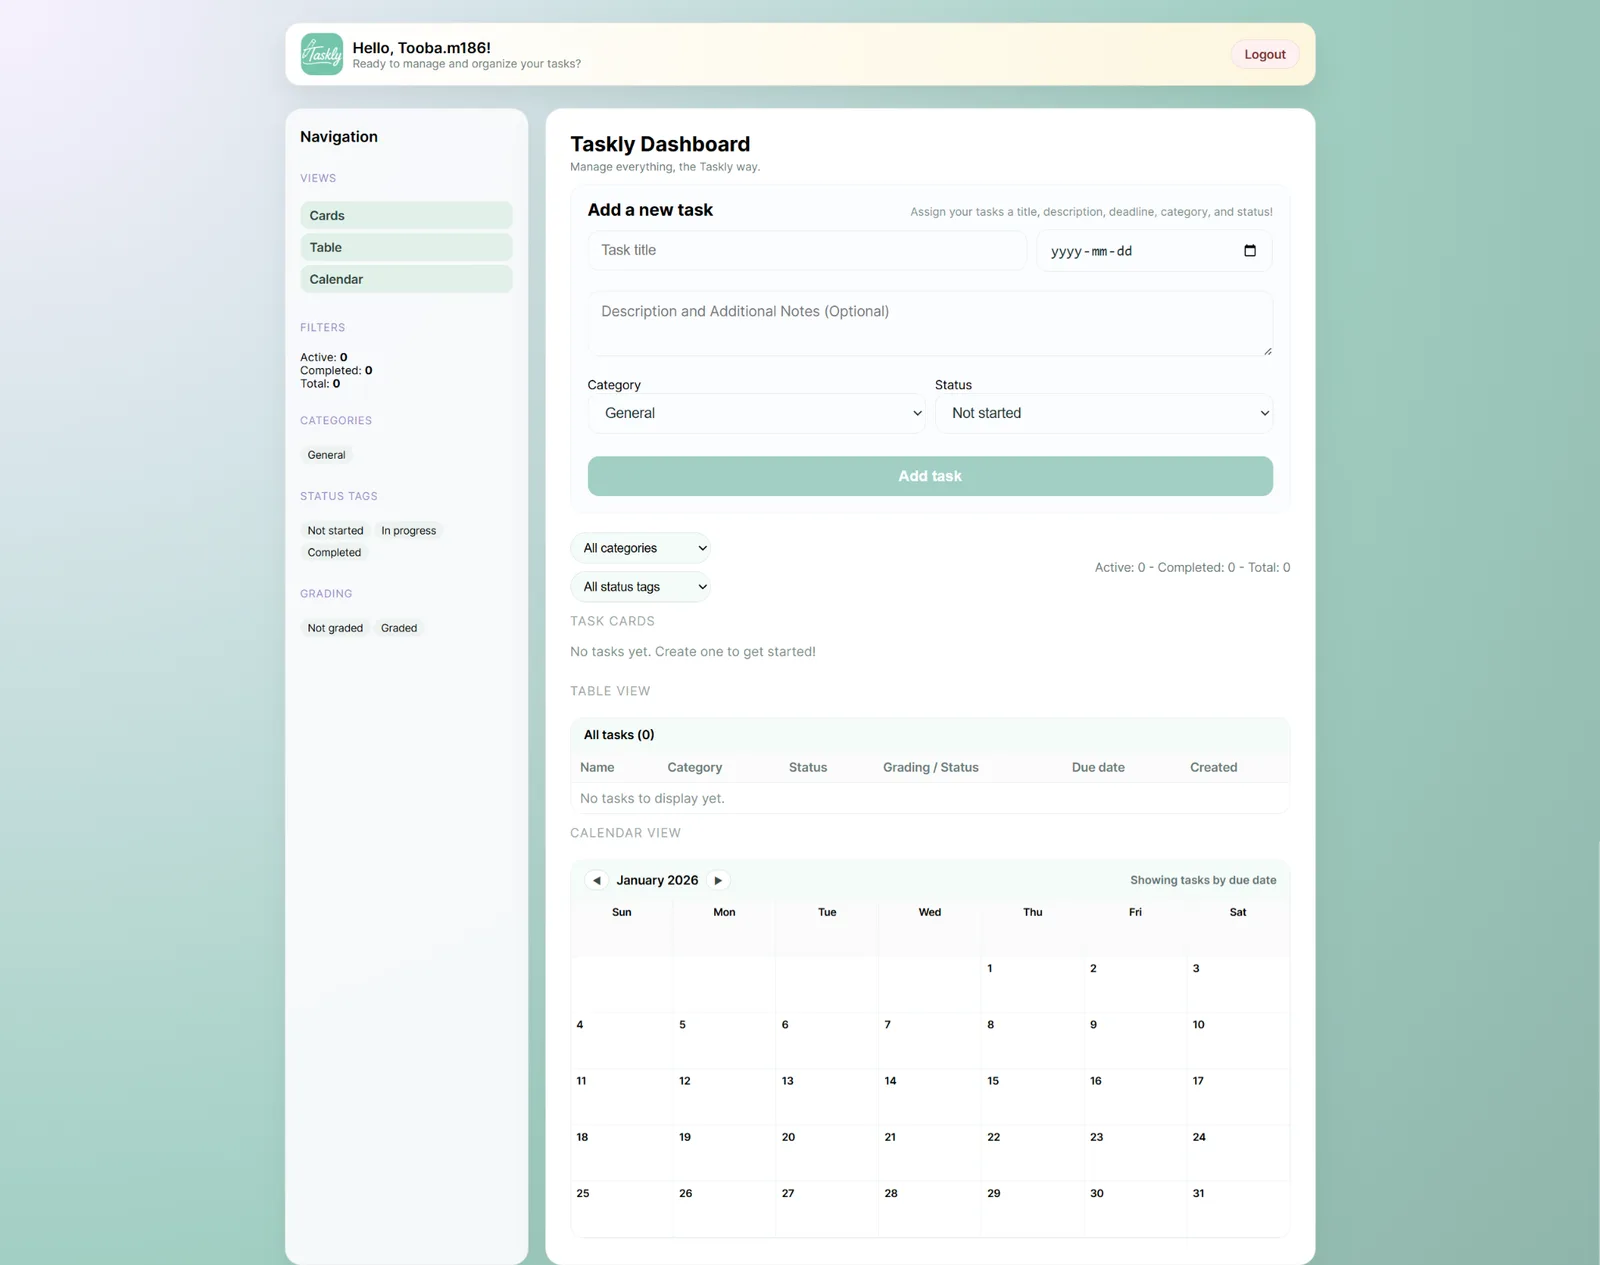 Taskly
Hello, Tooba.m186!
Ready to manage and organize your tasks?
Logout
Navigation
VIEWS
Cards
Table
Calendar
FILTERS
Active: 0
Completed: 0
Total: 0
CATEGORIES
General
STATUS TAGS
Not started In progress
Completed
GRADING
Not graded Graded
Taskly Dashboard
Manage everything, the Taskly way.
Add a new task
Assign your tasks a title, description, deadline, category, and status!
Task title
yyyy-mm-dd
Description and Additional Notes (Optional)
Category Status
General Not started
Add task
All categories
All status tags
Active: 0 - Completed: 0 - Total: 0
TASK CARDS
No tasks yet. Create one to get started!
TABLE VIEW
All tasks (0)
Name Category Status Grading / Status Due date Created
No tasks to display yet.
CALENDAR VIEW
◀ January 2026 ▶ Showing tasks by due date
Sun Mon Tue Wed Thu Fri Sat
1 2 3
4 5 6 7 8 9 10
11 12 13 14 15 16 17
18 19 20 21 22 23 24
25 26 27 28 29 30 31